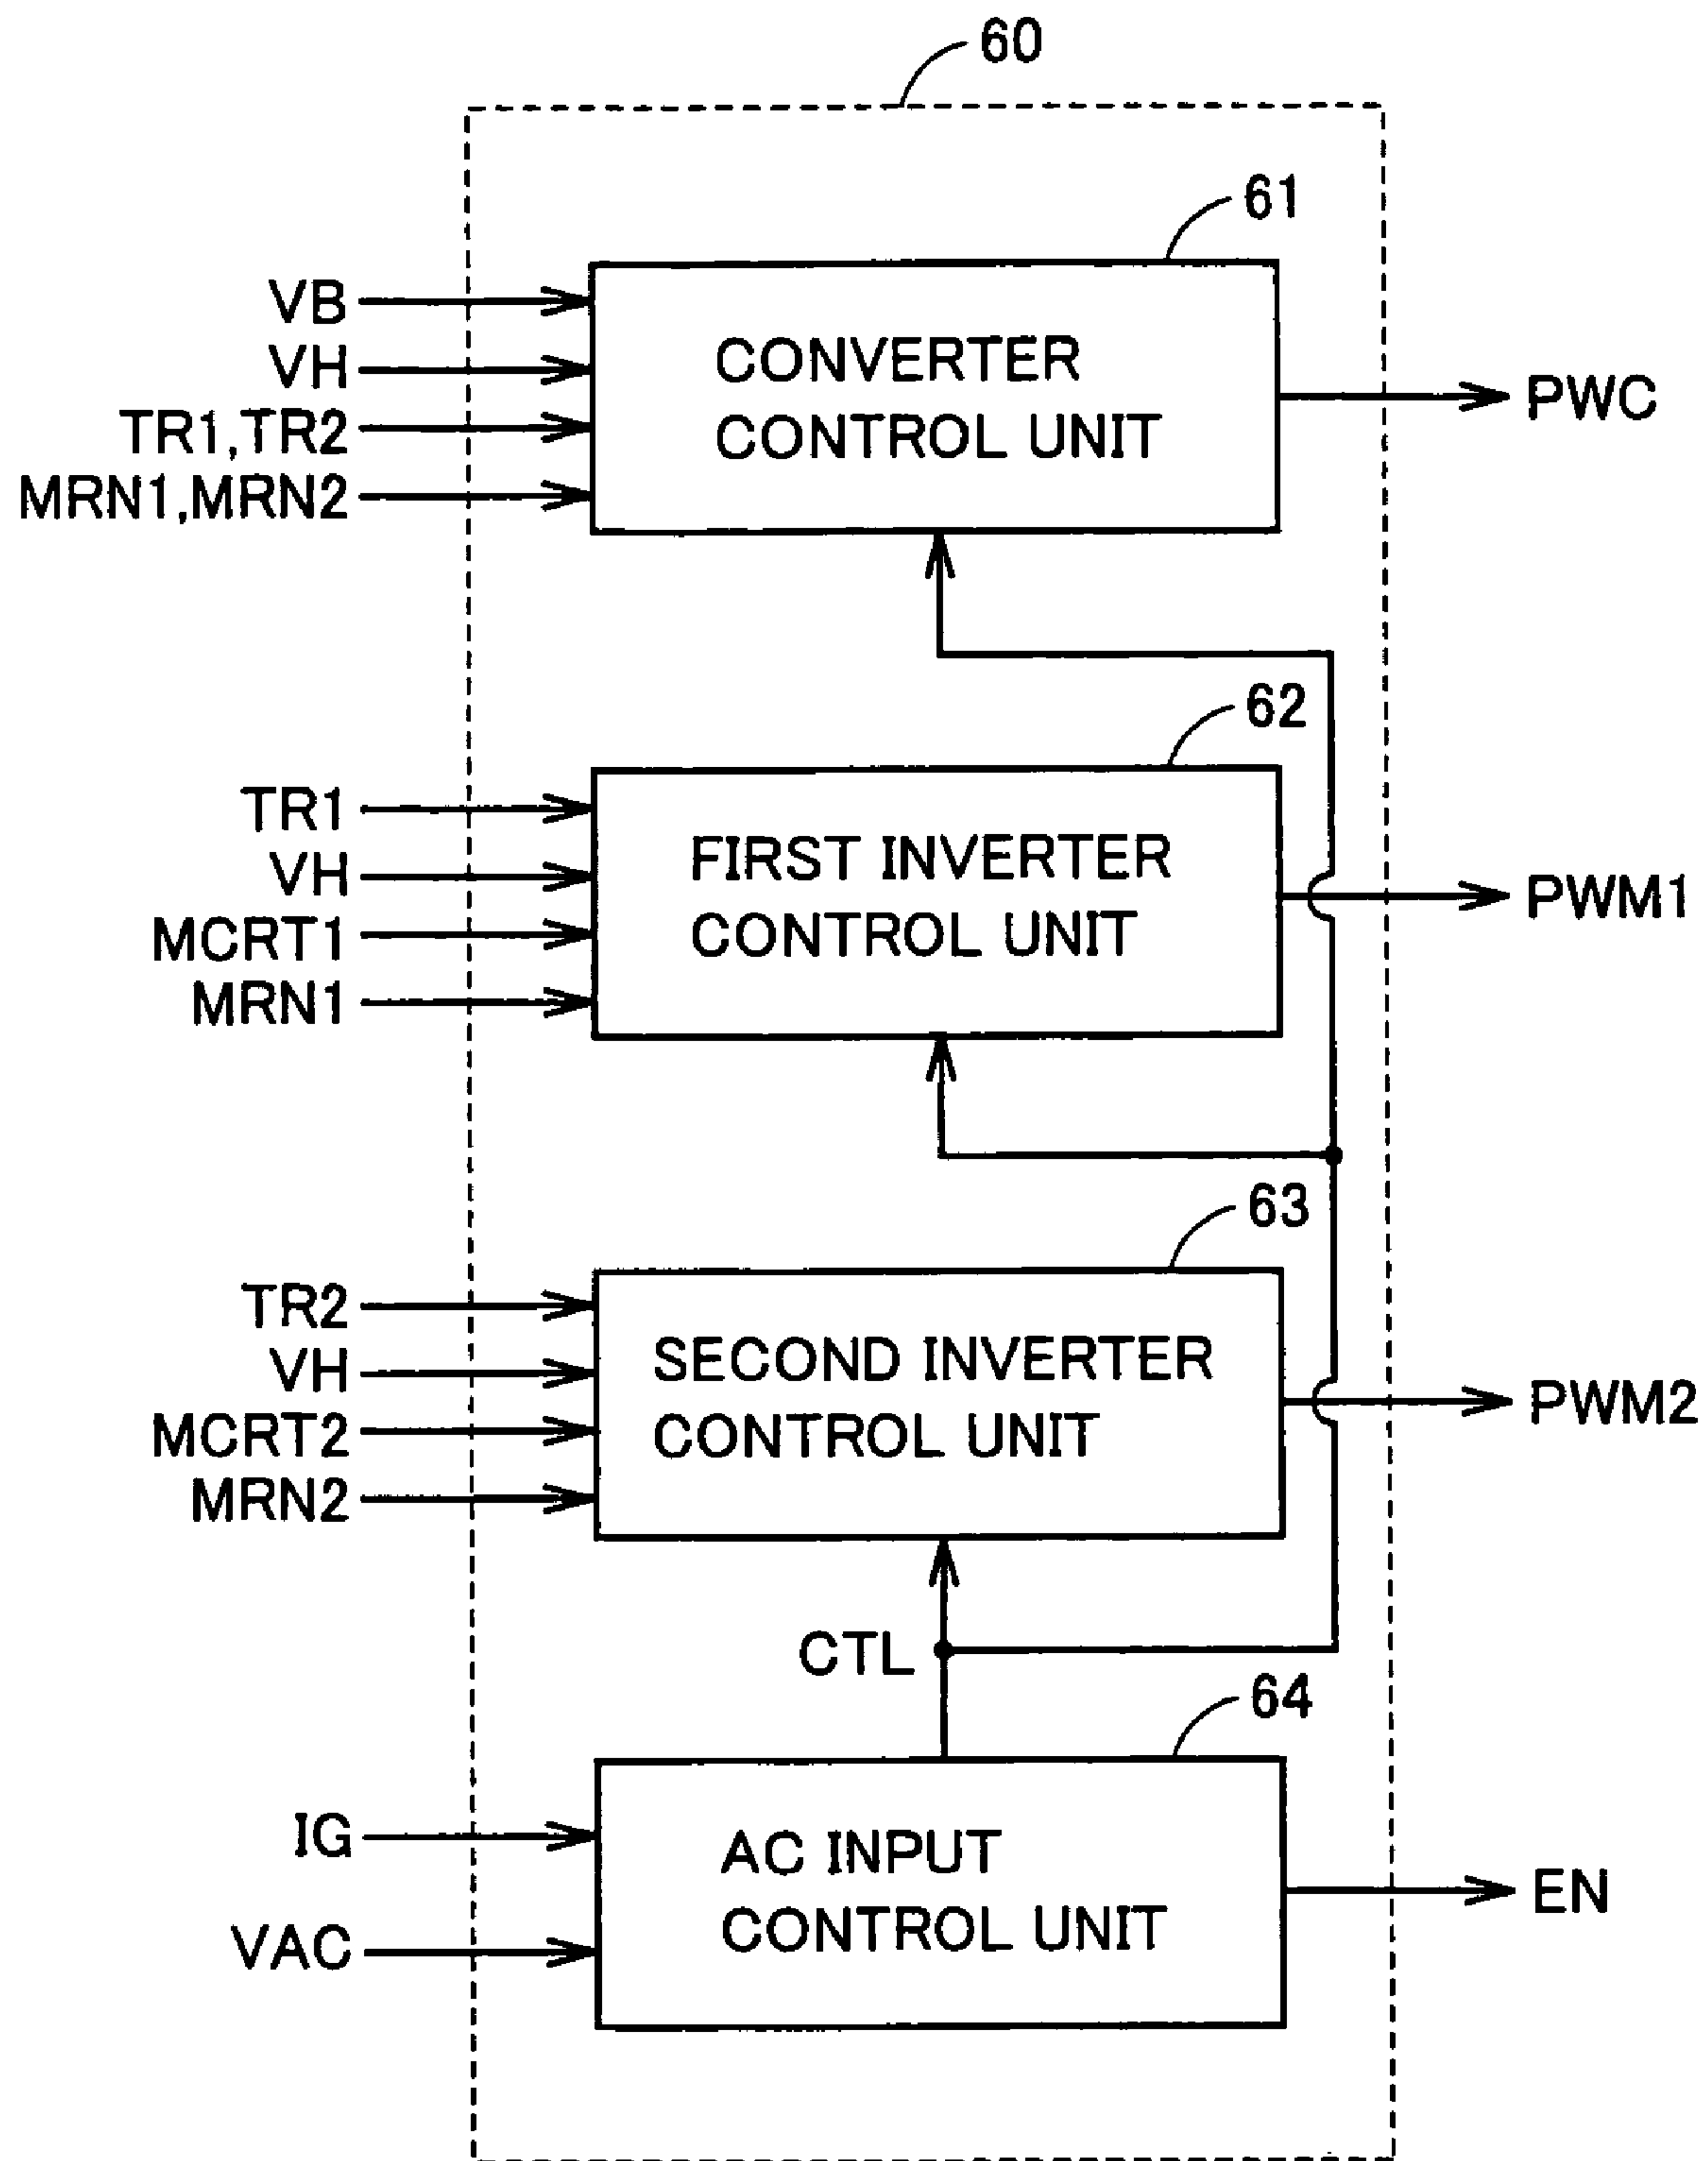 60
61
VB
VH
TR1,TR2
MRN1,MRN2
CONVERTER
CONTROL UNIT
PWC
62
TR1
VH
MCRT1
MRN1
FIRST INVERTER
CONTROL UNIT
PWM1
63
TR2
VH
MCRT2
MRN2
SECOND INVERTER
CONTROL UNIT
PWM2
CTL
64
IG
VAC
AC INPUT
CONTROL UNIT
EN